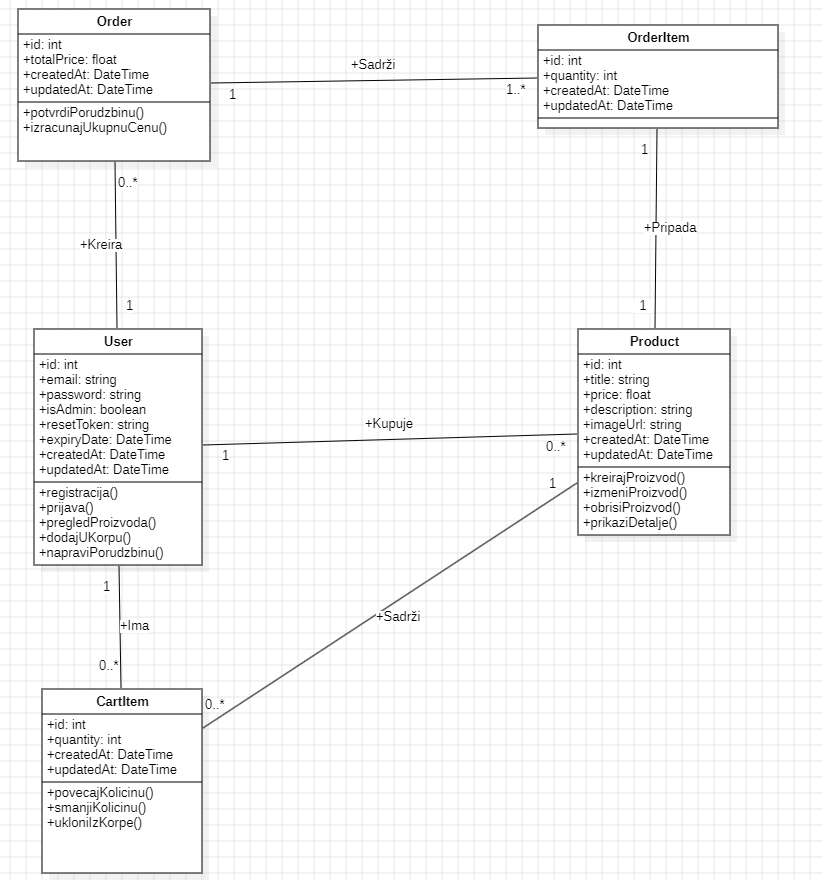 Order
+id: int
+totalPrice: float
+createdAt: DateTime
+updatedAt: DateTime
+potvrdiPorudzbinu()
+izracunajUkupnuCenu()
+Sadrži
1
1..*
OrderItem
+id: int
+quantity: int
+createdAt: DateTime
+updatedAt: DateTime
0..*
+Kreira
1
1
+Pripada
1
User
+id: int
+email: string
+password: string
+isAdmin: boolean
+resetToken: string
+expiryDate: DateTime
+createdAt: DateTime
+updatedAt: DateTime
+registracija()
+prijava()
+pregledProizvoda()
+dodajUKorpu()
+napraviPorudzbinu()
+Kupuje
1
0..*
Product
+id: int
+title: string
+price: float
+description: string
+imageUrl: string
+createdAt: DateTime
+updatedAt: DateTime
+kreirajProizvod()
+izmeniProizvod()
+obrisiProizvod()
+prikaziDetalje()
1
+Sadrži
0..*
1
+Ima
0..*
CartItem
+id: int
+quantity: int
+createdAt: DateTime
+updatedAt: DateTime
+povecajKolicinu()
+smanjiKolicinu()
+ukloniIzKorpe()